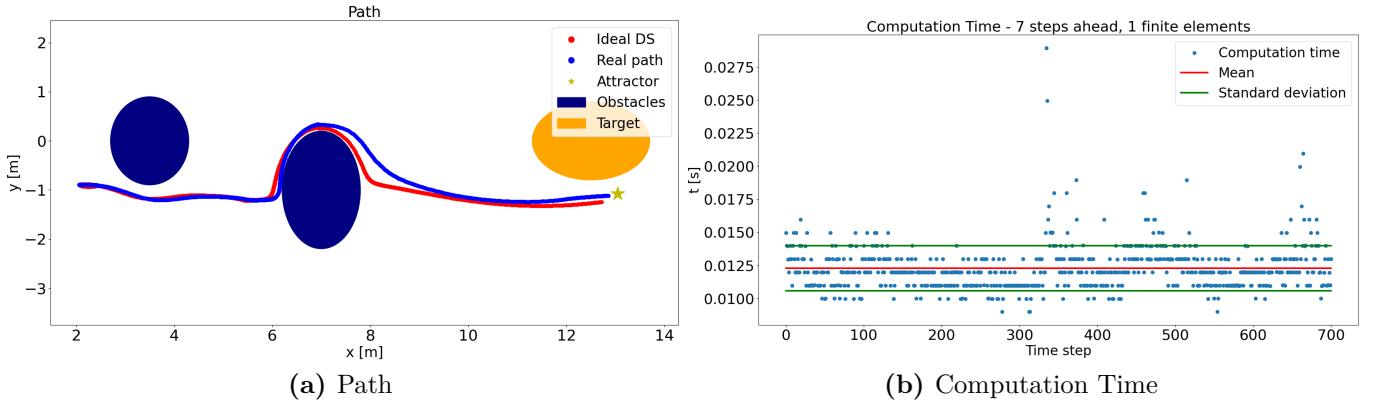 Path
2
1
0
−1
−2
−3
y [m]
2
4
6
8
10
12
14
x [m]
Ideal DS
Real path
Attractor
Obstacles
Target
(a) Path
Computation Time - 7 steps ahead, 1 finite elements
0.0275
0.0250
0.0225
0.0200
0.0175
0.0150
0.0125
0.0100
t [s]
0
100
200
300
400
500
600
700
Time step
Computation time
Mean
Standard deviation
(b) Computation Time